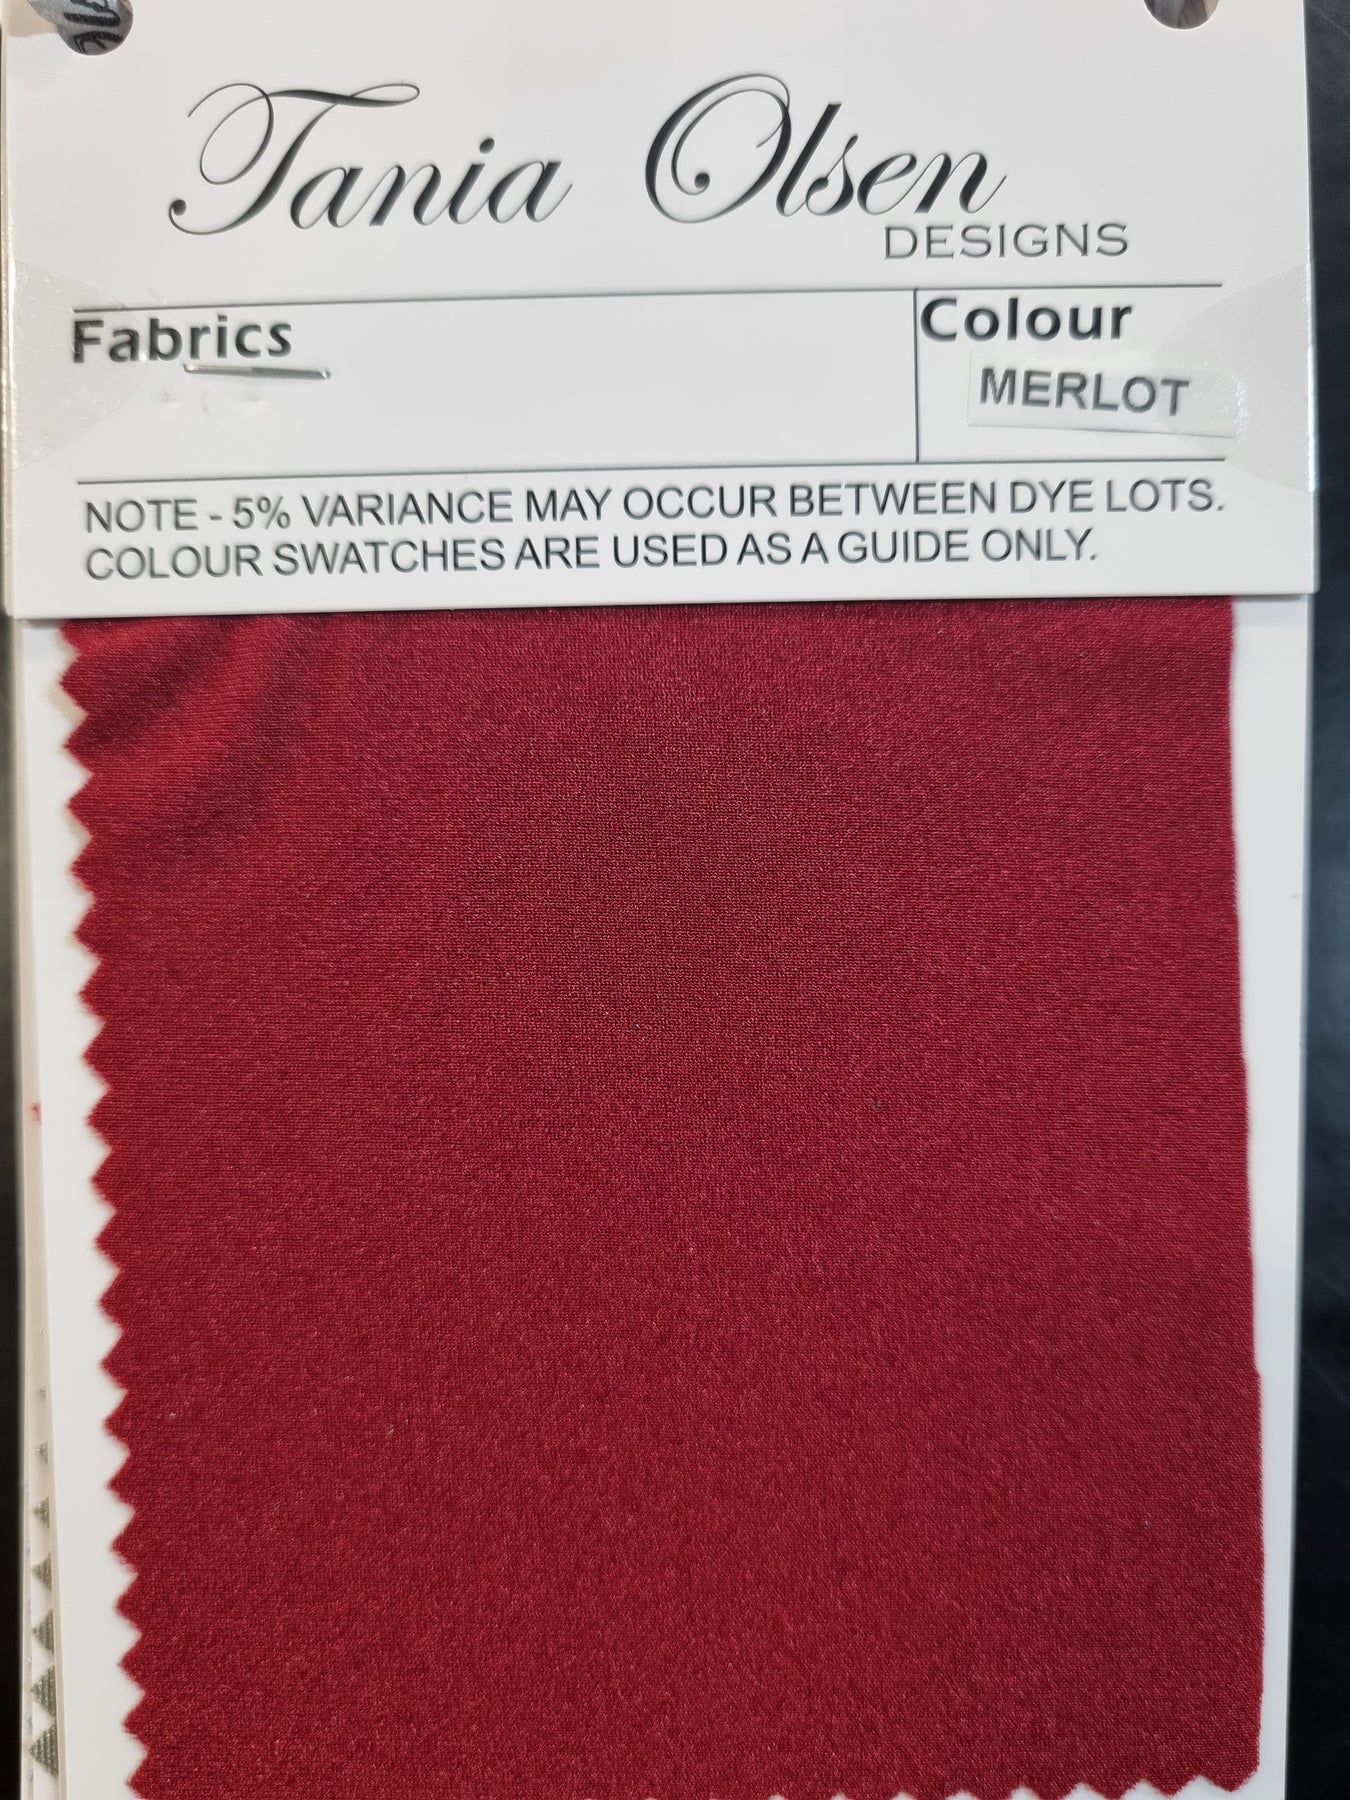 Tania Olsen
DESIGNS
Fabrics
Colour
MERLOT
NOTE - 5% VARIANCE MAY OCCUR BETWEEN DYE LOTS.
COLOUR SWATCHES ARE USED AS A GUIDE ONLY.